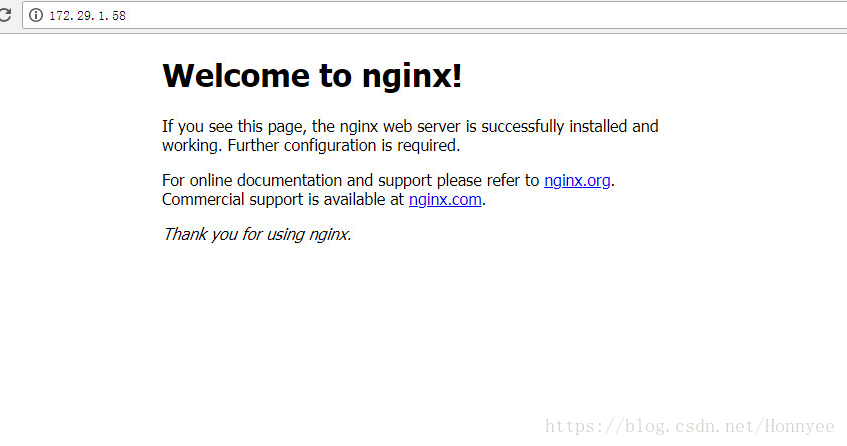 172.29.1.58
Welcome to nginx!
If you see this page, the nginx web server is successfully installed and
working. Further configuration is required.
For online documentation and support please refer to nginx.org.
Commercial support is available at nginx.com.
Thank you for using nginx.
https://blog.csdn.net/Honnyee